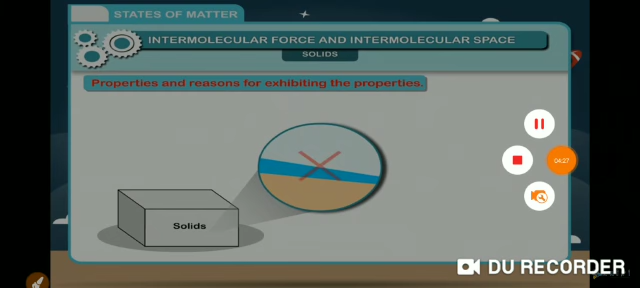 STATES OF MATTER
INTERMOLECULAR FORCE AND INTERMOLECULAR SPACE
SOLIDS
Properties and reasons for exhibiting the properties.
04:27
Solids
DU RECORDER